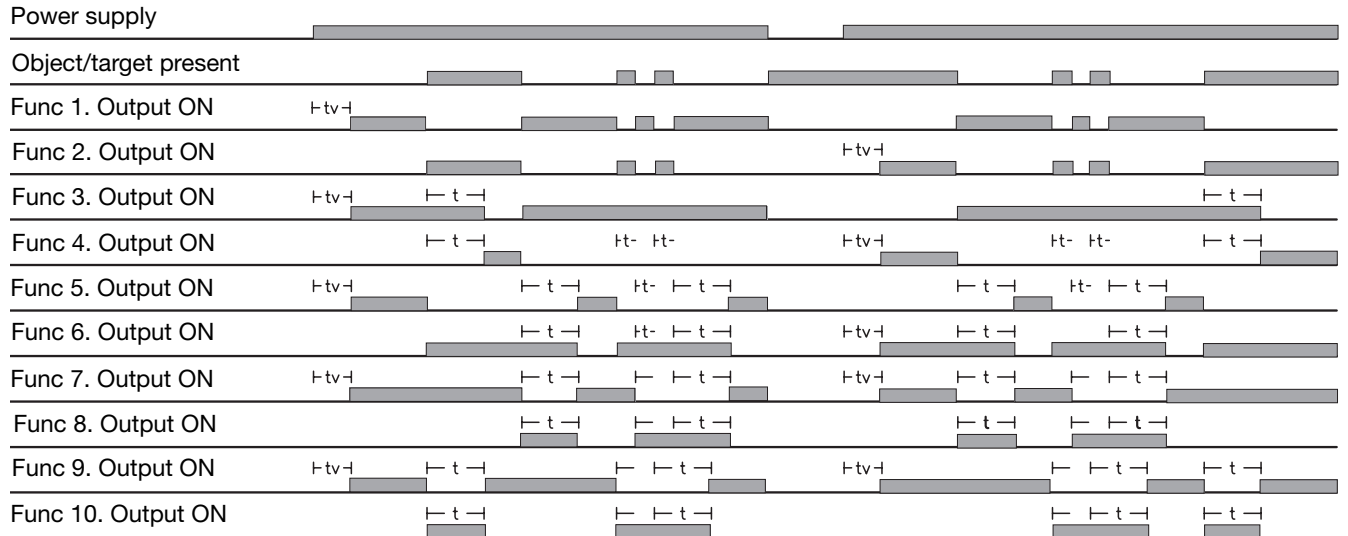 Power supply
Object/target present
Func 1. Output ON tv
Func 2. Output ON tv
Func 3. Output ON tv t t
Func 4. Output ON t t t tv t t t
Func 5. Output ON tv t t t t t t
Func 6. Output ON t t t tv t t
Func 7. Output ON tv t t tv t t
Func 8. Output ON t t t t
Func 9. Output ON tv t t tv t t
Func 10. Output ON t t t t